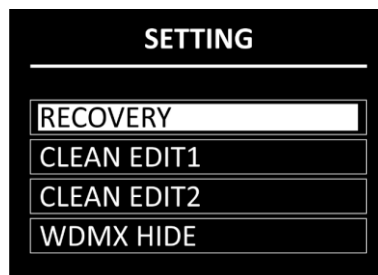 SETTING
RECOVERY
CLEAN EDIT1
CLEAN EDIT2
WDMX HIDE